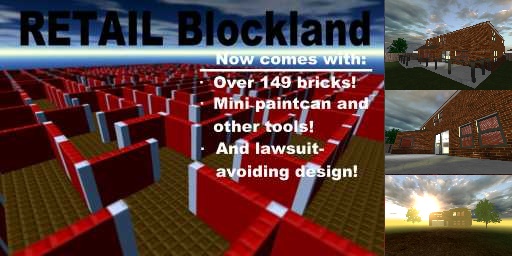 RETAIL Blockland
Now comes with:
· Over 149 bricks!
· Mini paintcan and
other tools!
· And lawsuit-
avoiding design!